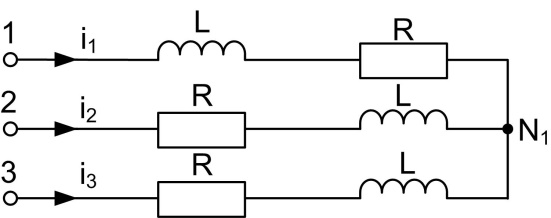 1 i₁ L R
2 i₂ R L N₁
3 i₃ R L